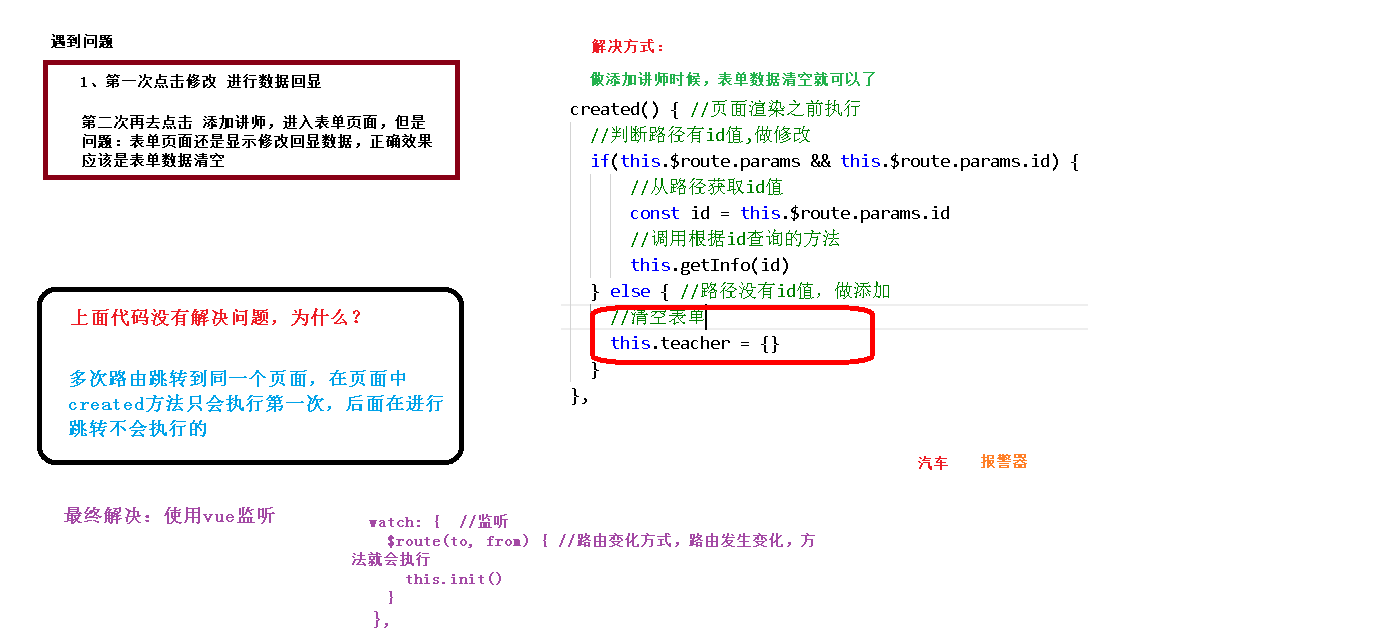 遇到问题
1、第一次点击修改 进行数据回显
第二次再去点击 添加讲师，进入表单页面，但是
问题：表单页面还是显示修改回显数据，正确效果
应该是表单数据清空
解决方式：
做添加讲师时候，表单数据清空就可以了
created() { //页面渲染之前执行
//判断路径有id值,做修改
if(this.$route.params && this.$route.params.id) {
//从路径获取id值
const id = this.$route.params.id
//调用根据id查询的方法
this.getInfo(id)
} else { //路径没有id值，做添加
//清空表单
this.teacher = {}
}
},
上面代码没有解决问题，为什么？
多次路由跳转到同一个页面，在页面中
created方法只会执行第一次，后面在进行
跳转不会执行的
汽车 报警器
最终解决：使用vue监听
watch: { //监听
$route(to, from) { //路由变化方式，路由发生变化，方
法就会执行
this.init()
}
},